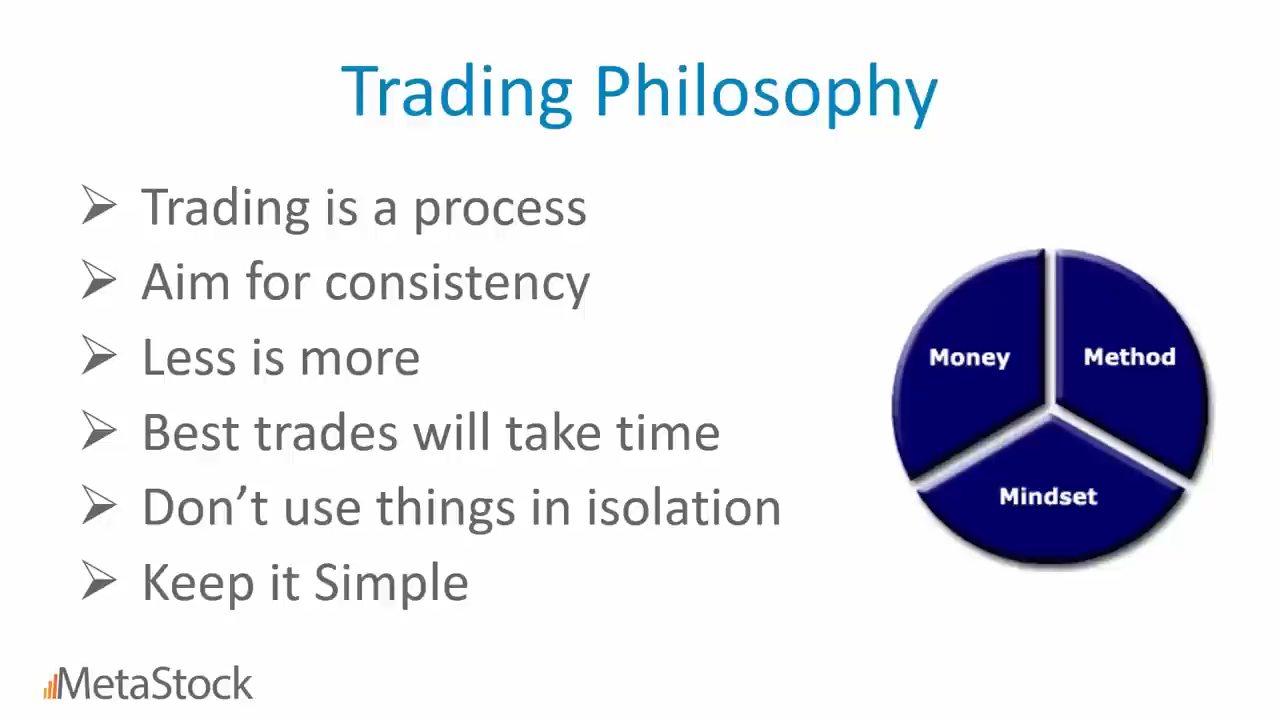 Trading Philosophy
Trading is a process
Aim for consistency
Less is more
Best trades will take time
Don’t use things in isolation
Keep it Simple
Money
Method
Mindset
MetaStock